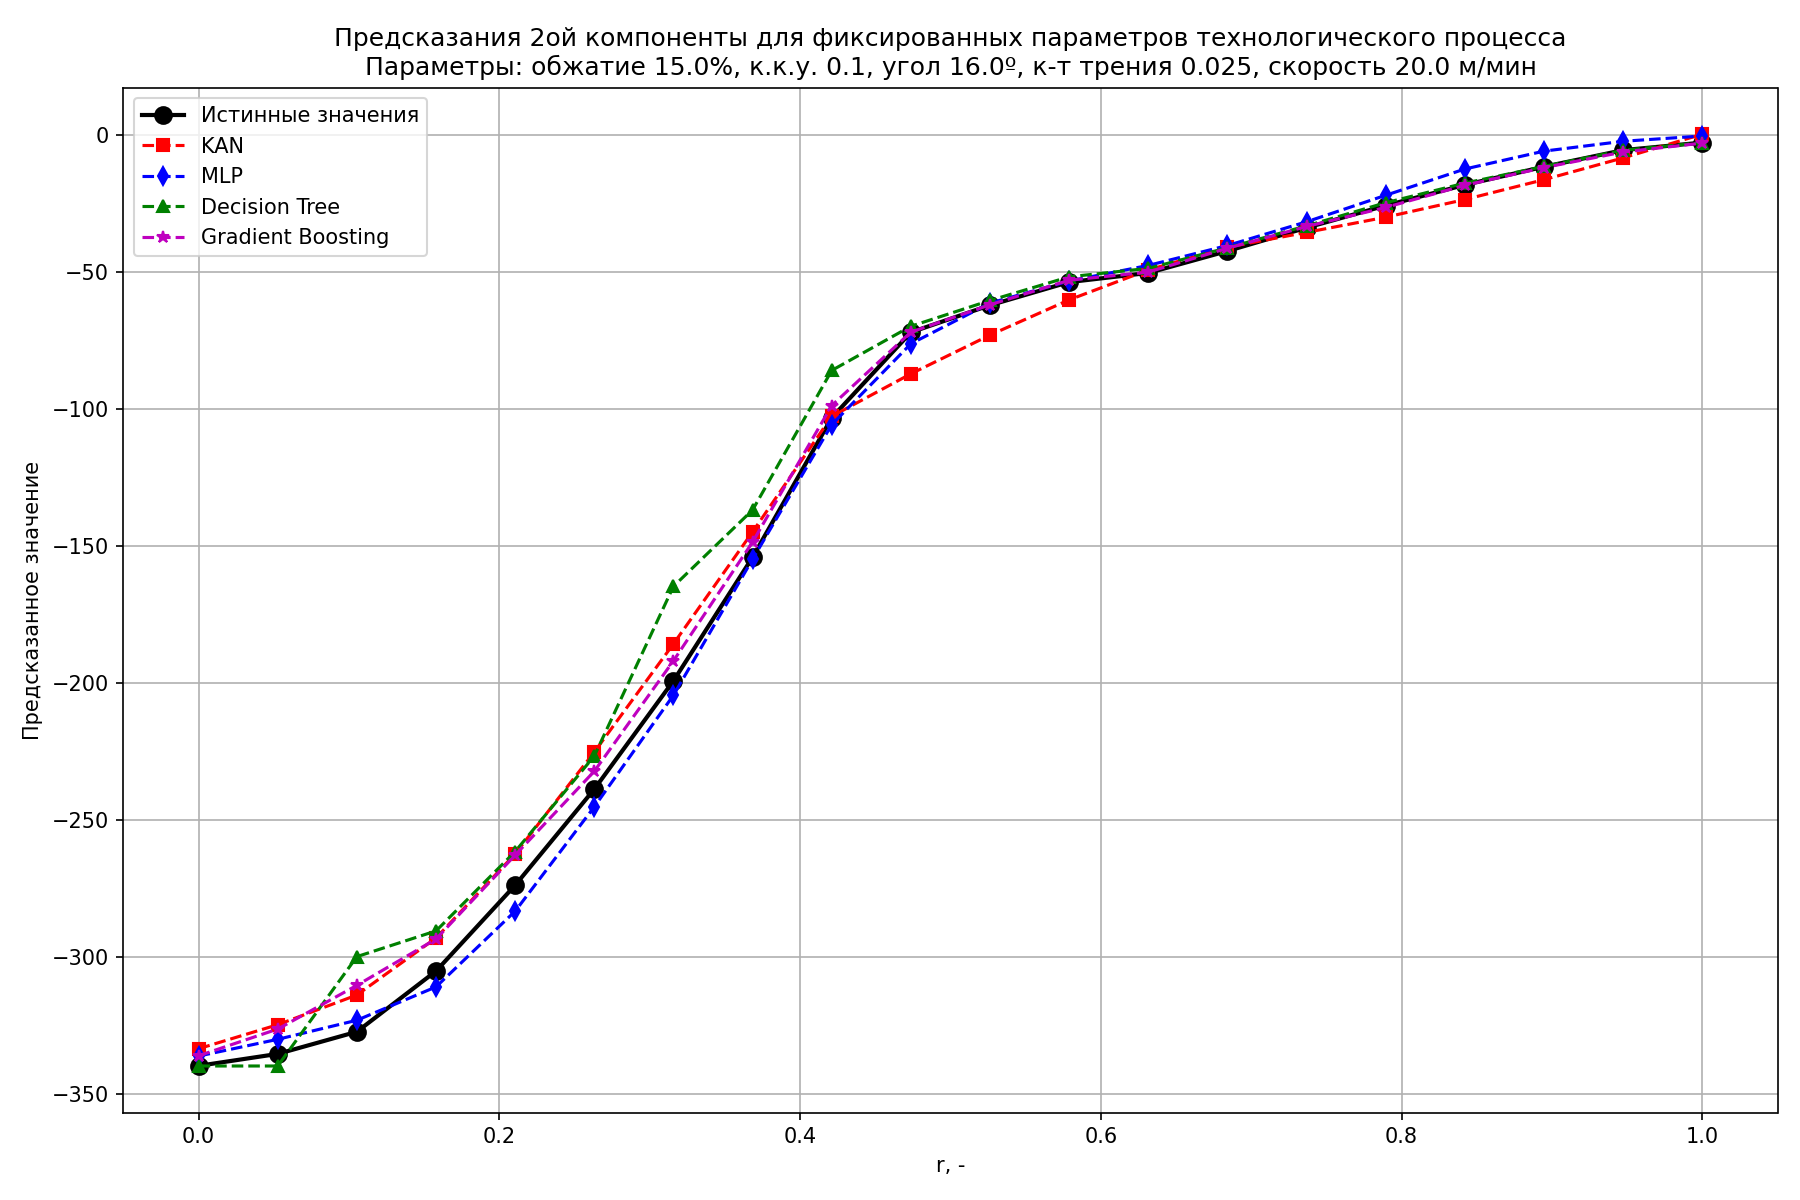 Предсказания 2ой компоненты для фиксированных параметров технологического процесса
Параметры: обжатие 15.0%, к.к.у. 0.1, угол 16.0º, к-т трения 0.025, скорость 20.0 м/мин
Истинные значения
KAN
MLP
Decision Tree
Gradient Boosting
Предсказанное значение
0
−50
−100
−150
−200
−250
−300
−350
0.0 0.2 0.4 0.6 0.8 1.0
r, -